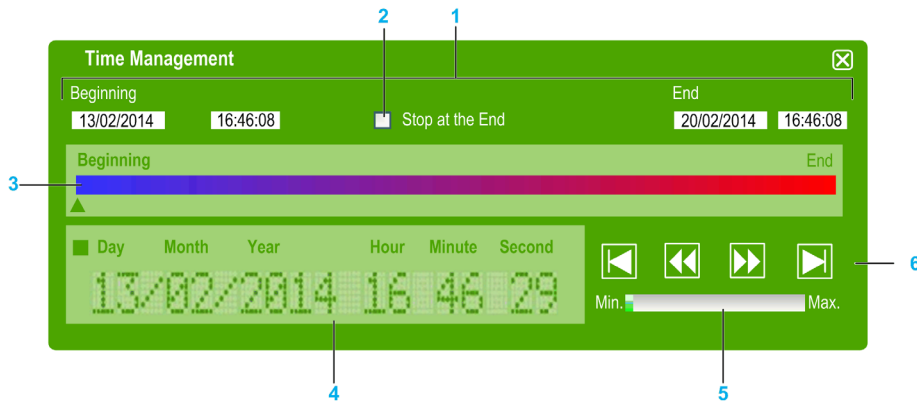 2 1
Time Management
Beginning End
13/02/2014 16:46:08 Stop at the End 20/02/2014 16:46:08
Beginning End
3
Day Month Year Hour Minute Second
6
13/02/2014 16 46 29
Min. Max.
4 5